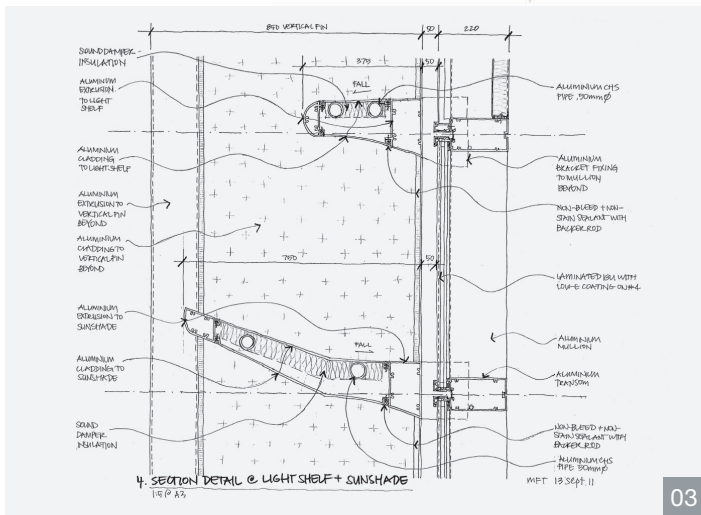 850 VERTICAL FIN
50
220
375
50
SOUND DAMPER
INSULATION
ALUMINIUM
EXTRUSION
TO LIGHT
SHELF
ALUMINIUM
CLADDING
TO LIGHT SHELF
ALUMINIUM
EXTRUSION TO
VERTICAL FIN
BEYOND
ALUMINIUM
CLADDING TO
VERTICAL FIN
BEYOND
ALUMINIUM
EXTRUSION TO
SUNSHADE
ALUMINIUM
CLADDING TO
SUNSHADE
SOUND
DAMPER
INSULATION
FALL
750
50
FALL
ALUMINIUM CHS
PIPE, 50mmØ
ALUMINIUM
BRACKET FIXING
TO MULLION
BEYOND
NON-BLEED + NON-
STAIN SEALANT WITH
BACKER ROD
LAMINATED IGU WITH
LOW-E COATING ON #4
ALUMINIUM
MULLION
ALUMINIUM
TRANSOM
NON-BLEED + NON-
STAIN SEALANT WITH
BACKER ROD
ALUMINIUM CHS
PIPE 50mmØ
4. SECTION DETAIL @ LIGHT SHELF + SUNSHADE
1:5 @ A3
MFT 13 Sept. 11
03